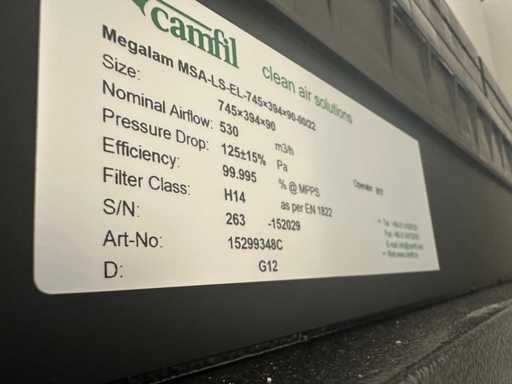 camfil
clean air solutions
Megalam MSA-LS-EL-745×394×90-90/22
Size: 745×394×90
Nominal Airflow: 530 m3/h
Pressure Drop: 125±15% Pa
Efficiency: 99.995 % @ MPPS
Filter Class: H14 as per EN 1822
S/N: 263 -152029
Art-No: 15299348C
D: G12
Operator